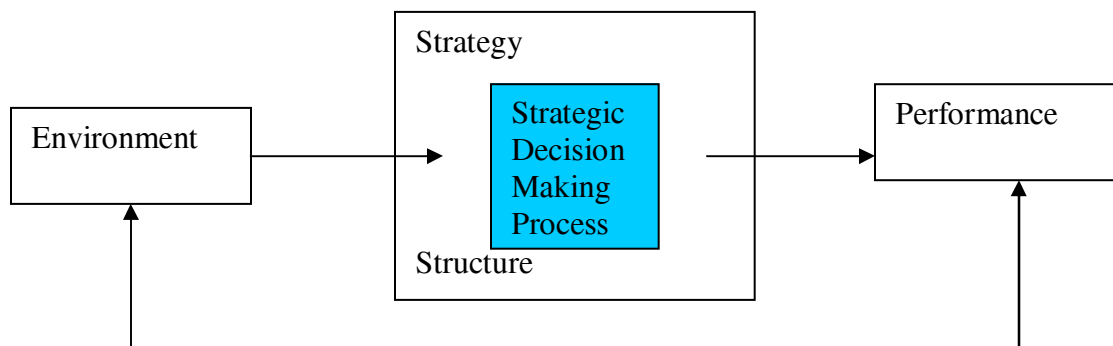 Strategy
Environment
Strategic
Decision
Making
Process
Performance
Structure